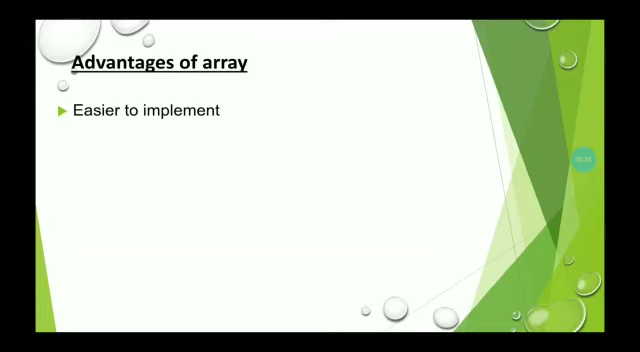 Advantages of array
Easier to implement